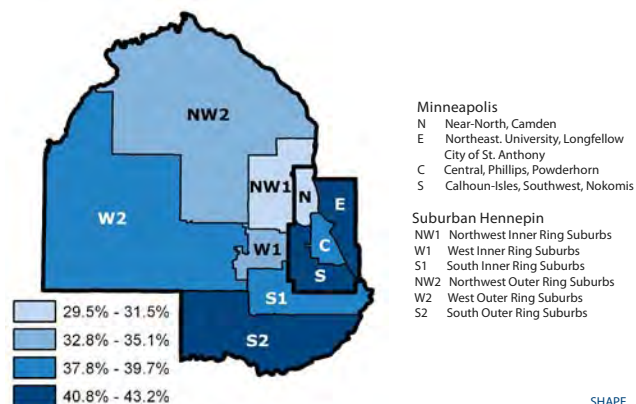 NW2
NW1
N
E
W2
W1
C
S
S1
S2
29.5% - 31.5%
32.8% - 35.1%
37.8% - 39.7%
40.8% - 43.2%
Minneapolis
N Near-North, Camden
E Northeast. University, Longfellow
City of St. Anthony
C Central, Phillips, Powderhorn
S Calhoun-Isles, Southwest, Nokomis
Suburban Hennepin
NW1 Northwest Inner Ring Suburbs
W1 West Inner Ring Suburbs
S1 South Inner Ring Suburbs
NW2 Northwest Outer Ring Suburbs
W2 West Outer Ring Suburbs
S2 South Outer Ring Suburbs
SHAPE